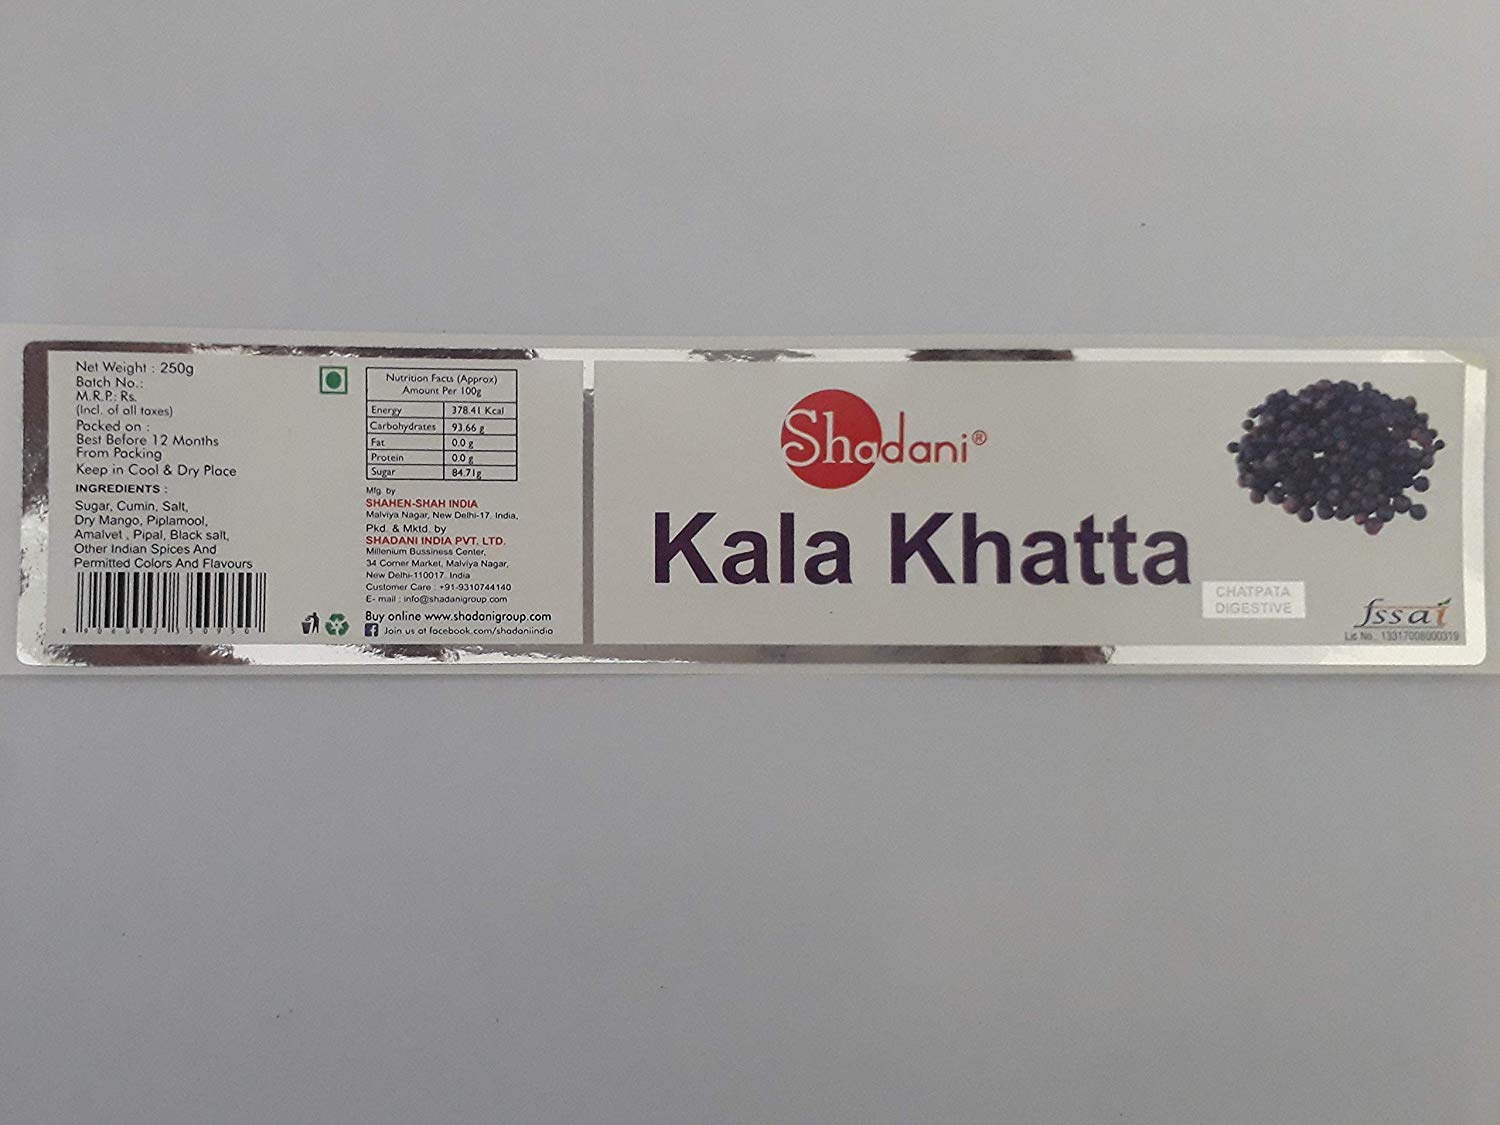 Net Weight : 250g
Batch No.:
M.R.P.: Rs.
(Incl. of all taxes)
Packed on :
Best Before 12 Months
From Packing
Keep in Cool & Dry Place
INGREDIENTS :
Sugar, Cumin, Salt,
Dry Mango, Piplamool,
Amalvet , Pipal, Black salt,
Other Indian Spices And
Permitted Colors And Flavours
Nutrition Facts (Approx)
Amount Per 100g
Energy 378.41 Kcal
Carbohydrates 93.66 g
Fat 0.0 g
Protein 0.0 g
Sugar 84.71g
Mfg. by
SHAHEN-SHAH INDIA
Malviya Nagar, New Delhi-17. India,
Pkd. & Mktd. by
SHADANI INDIA PVT. LTD.
Millenium Bussiness Center,
34 Corner Market, Malviya Nagar,
New Delhi-110017. India
Customer Care : +91-9310744140
E- mail : info@shadanigroup.com
Buy online www.shadanigroup.com
Join us at facebook.com/shadaniindia
Shadani®
Kala Khatta
CHATPATA
DIGESTIVE
fssai
Lic No.. 13317008000319